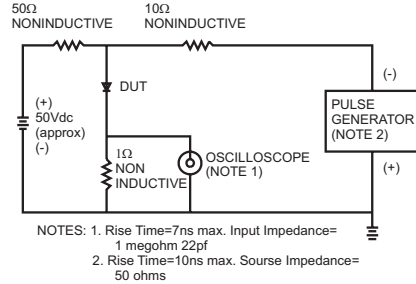 50Ω
NONINDUCTIVE
10Ω
NONINDUCTIVE
(+)
50Vdc
(approx)
(-)
DUT
1Ω
NON
INDUCTIVE
OSCILLOSCOPE
(NOTE 1)
(-)
PULSE
GENERATOR
(NOTE 2)
(+)
NOTES: 1. Rise Time=7ns max. Input Impedance=
1 megohm 22pf
2. Rise Time=10ns max. Sourse Impedance=
50 ohms